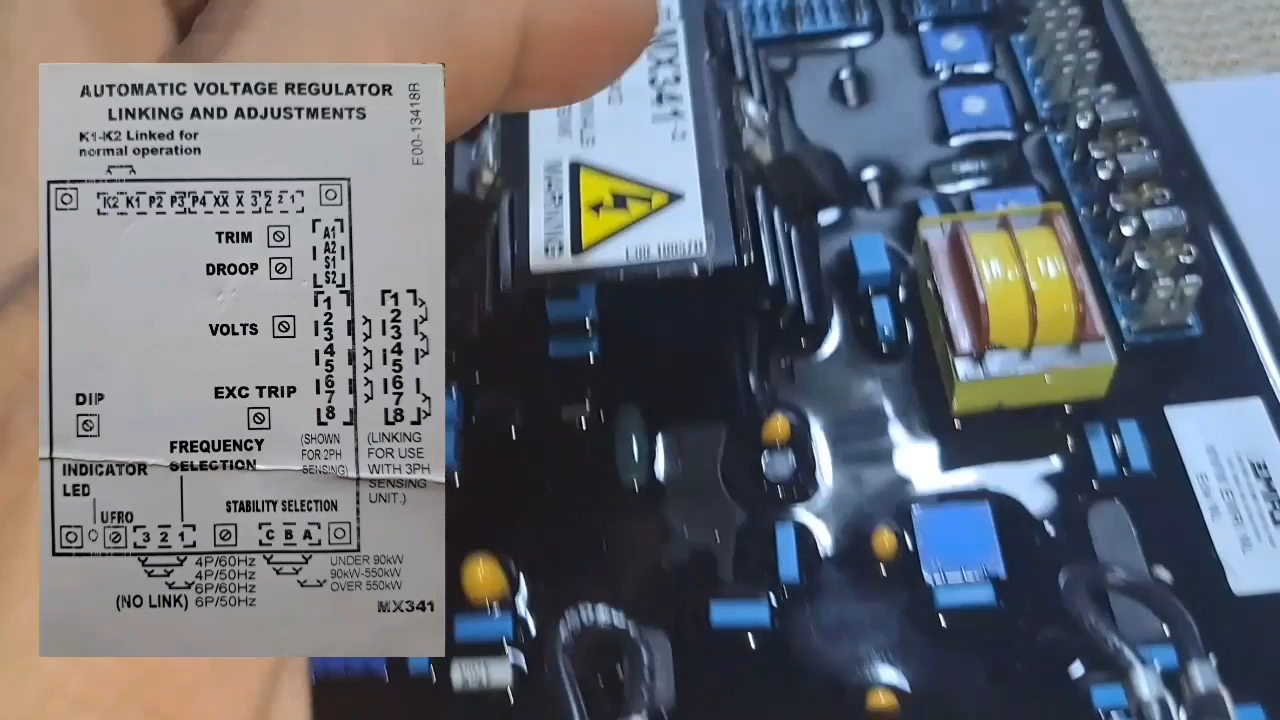 AUTOMATIC VOLTAGE REGULATOR
LINKING AND ADJUSTMENTS
E00-13418R
K1-K2 Linked for
normal operation
K2 K1 P2 P3 P4 XX X 3 2 2 1
TRIM
DROOP
VOLTS
EXC TRIP
A1
A2
S1
S2
1
2
3
4
5
6
7
8
1
2
3
4
5
6
7
8
DIP
FREQUENCY
SELECTION
(SHOWN
FOR 2PH
SENSING)
(LINKING
FOR USE
WITH 3PH
SENSING
UNIT.)
INDICATOR
LED
UFRO
STABILITY SELECTION
3 2 1
C B A
4P/60Hz
4P/50Hz
6P/60Hz
(NO LINK) 6P/50Hz
UNDER 90kW
90kW-550kW
OVER 550kW
MX341
MX341-2
WARNING